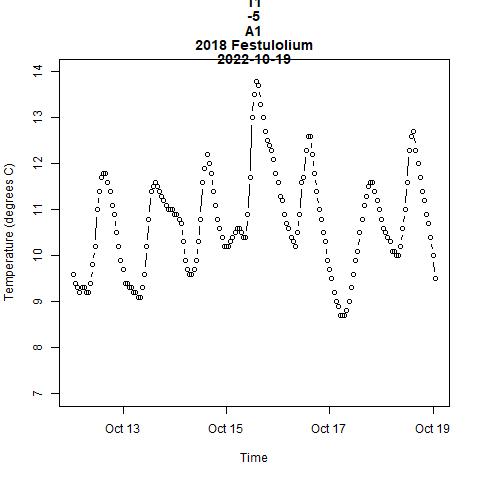 T1
-5
A1
2018 Festulolium
2022-10-19
14
13
12
11
10
9
8
7
Temperature (degrees C)
Oct 13
Oct 15
Oct 17
Oct 19
Time